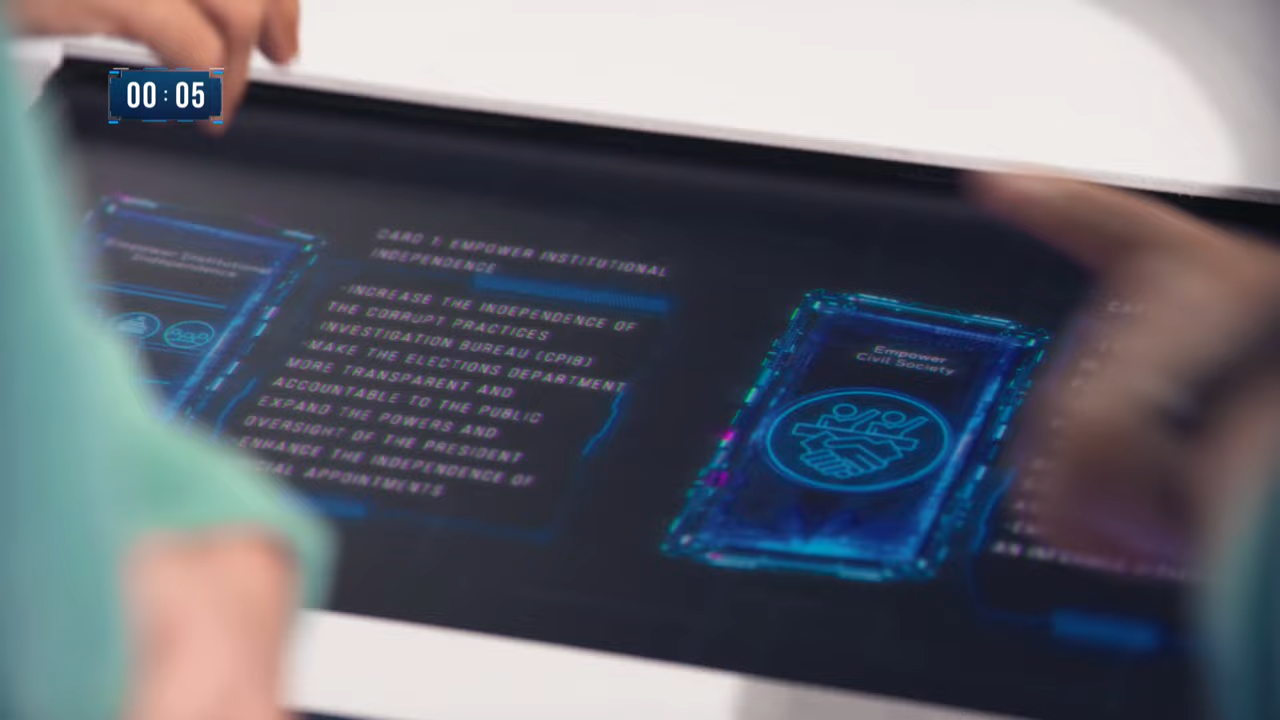 00:05
Empower Institutional
Independence
CARD 1: EMPOWER INSTITUTIONAL
INDEPENDENCE
-INCREASE THE INDEPENDENCE OF
THE CORRUPT PRACTICES
INVESTIGATION BUREAU (CPIB)
-MAKE THE ELECTIONS DEPARTMENT
MORE TRANSPARENT AND
ACCOUNTABLE TO THE PUBLIC
EXPAND THE POWERS AND
OVERSIGHT OF THE PRESIDENT
-ENHANCE THE INDEPENDENCE OF
APPOINTMENTS
Empower
Civil Society